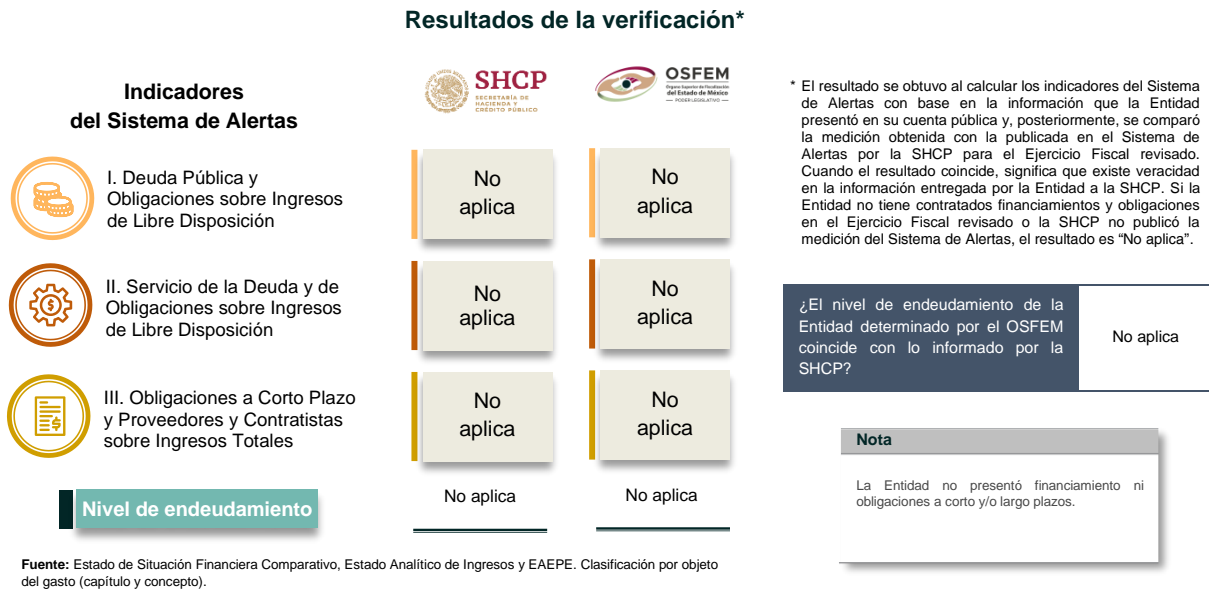 Resultados de la verificación*
Indicadores
del Sistema de Alertas
SHCP
SECRETARÍA DE
HACIENDA Y
CRÉDITO PÚBLICO
OSFEM
Órgano Superior de Fiscalización
del Estado de México
PODER LEGISLATIVO
I. Deuda Pública y
Obligaciones sobre Ingresos
de Libre Disposición
No
aplica
No
aplica
II. Servicio de la Deuda y de
Obligaciones sobre Ingresos
de Libre Disposición
No
aplica
No
aplica
III. Obligaciones a Corto Plazo
y Proveedores y Contratistas
sobre Ingresos Totales
No
aplica
No
aplica
Nivel de endeudamiento
No aplica
No aplica
* El resultado se obtuvo al calcular los indicadores del Sistema
de Alertas con base en la información que la Entidad
presentó en su cuenta pública y, posteriormente, se comparó
la medición obtenida con la publicada en el Sistema de
Alertas por la SHCP para el Ejercicio Fiscal revisado.
Cuando el resultado coincide, significa que existe veracidad
en la información entregada por la Entidad a la SHCP. Si la
Entidad no tiene contratados financiamientos y obligaciones
en el Ejercicio Fiscal revisado o la SHCP no publicó la
medición del Sistema de Alertas, el resultado es “No aplica”.
¿El nivel de endeudamiento de la
Entidad determinado por el OSFEM
coincide con lo informado por la
SHCP?
No aplica
Nota
La Entidad no presentó financiamiento ni
obligaciones a corto y/o largo plazos.
Fuente: Estado de Situación Financiera Comparativo, Estado Analítico de Ingresos y EAEPE. Clasificación por objeto
del gasto (capítulo y concepto).